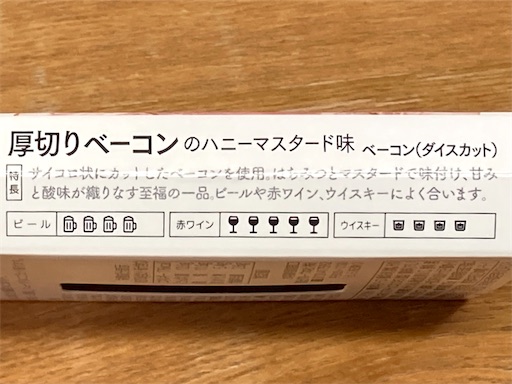 厚切りベーコンのハニーマスタード味 ベーコン(ダイスカット)
特長 サイコロ状にカットしたベーコンを使用。はちみつとマスタードで味付け、甘み
と酸味が織りなす至福の一品。ビールや赤ワイン、ウイスキーによく合います。
ビール 赤ワイン ウイスキー